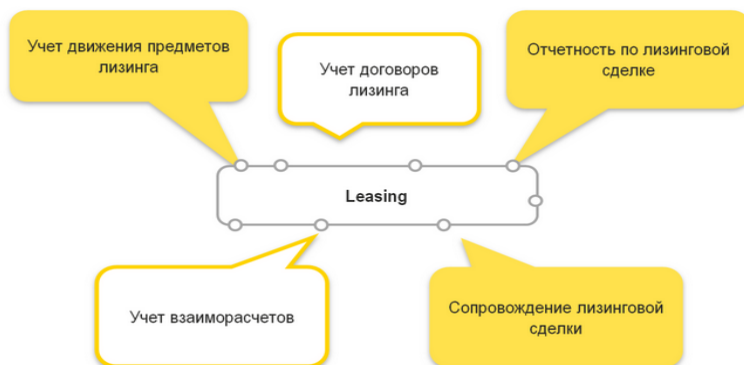 Учет движения предметов
лизинга
Учет договоров
лизинга
Отчетность по лизинговой
сделке
Leasing
Учет взаиморасчетов
Сопровождение лизинговой
сделки